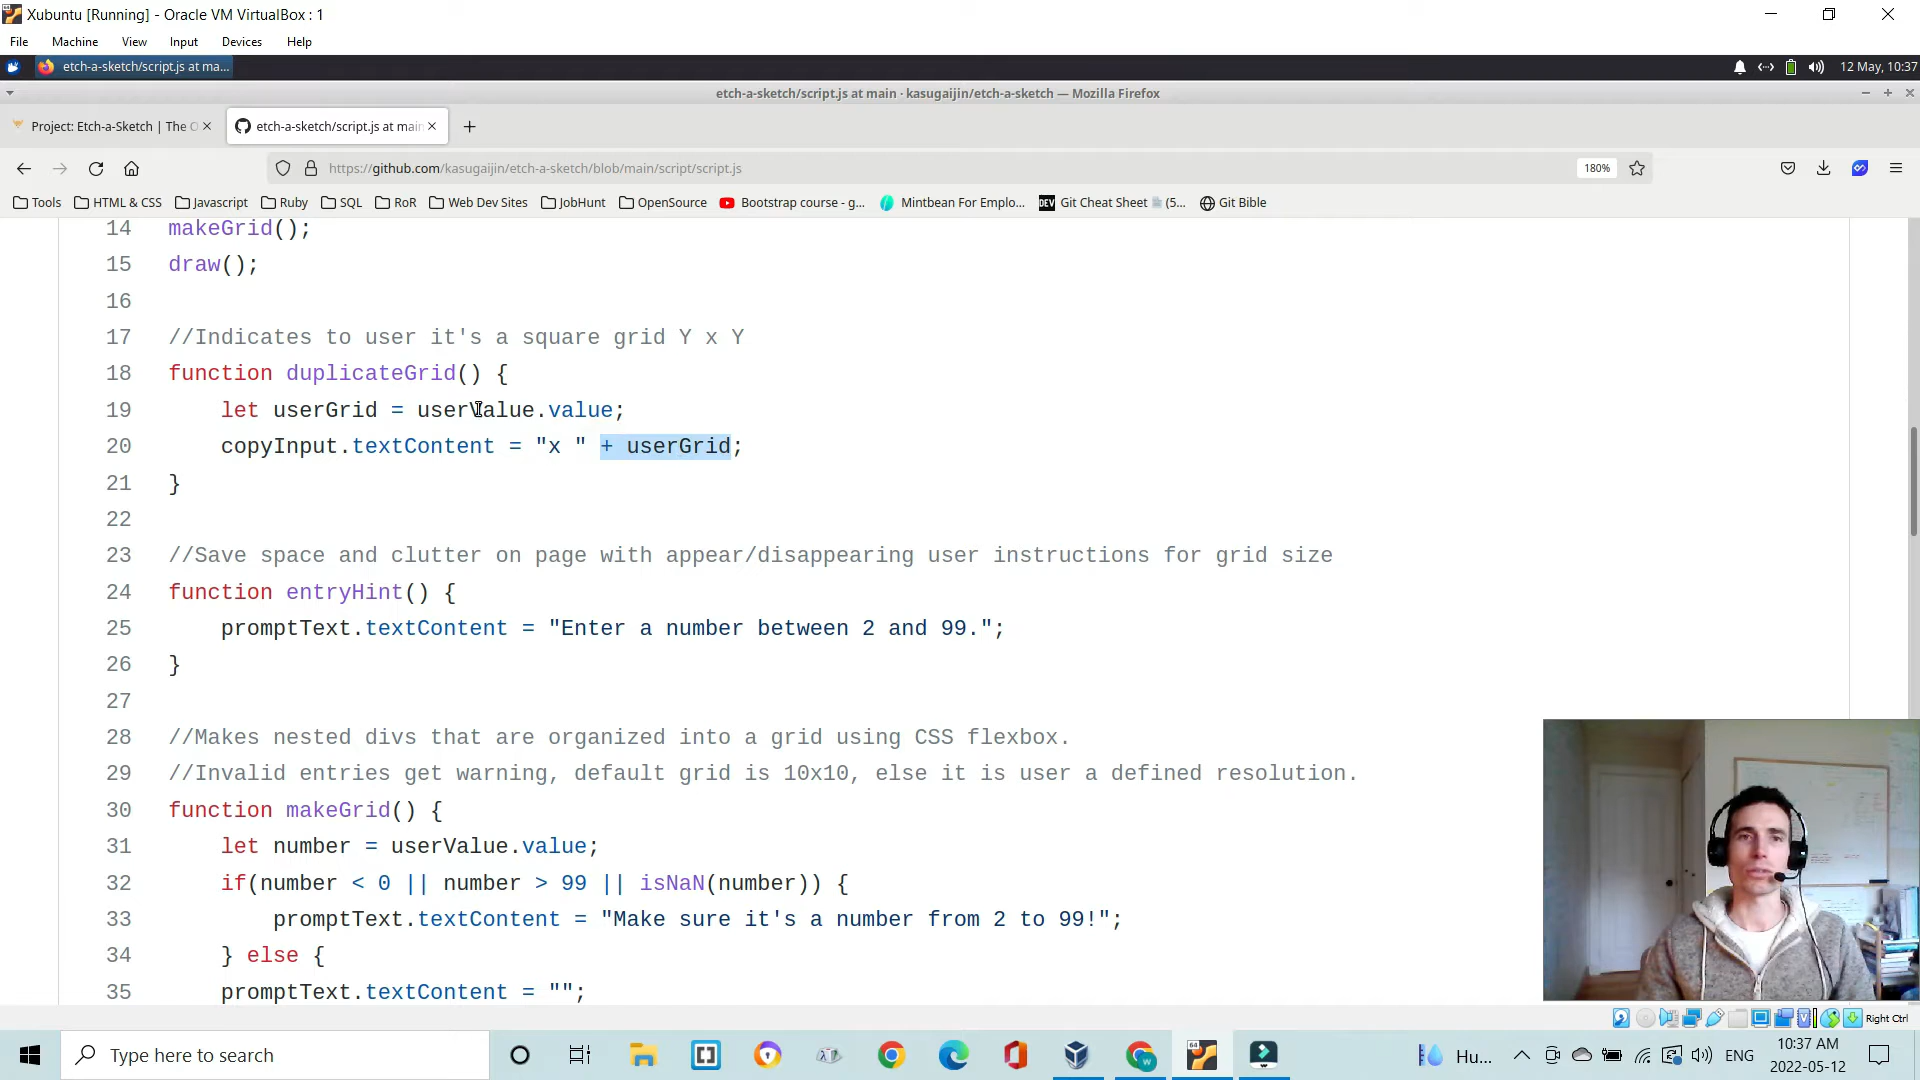 Xubuntu [Running] - Oracle VM VirtualBox : 1
File Machine View Input Devices Help
etch-a-sketch/script.js at ma...
12 May, 10:37
etch-a-sketch/script.js at main · kasugaijin/etch-a-sketch — Mozilla Firefox
Project: Etch-a-Sketch | The O
etch-a-sketch/script.js at main
https://github.com/kasugaijin/etch-a-sketch/blob/main/script/script.js
180%
Tools HTML & CSS Javascript Ruby SQL RoR Web Dev Sites JobHunt OpenSource Bootstrap course - g... Mintbean For Emplo... DEV Git Cheat Sheet (5... Git Bible
14 makeGrid();
15 draw();
16
17 //Indicates to user it's a square grid Y x Y
18 function duplicateGrid() {
19 let userGrid = userValue.value;
20 copyInput.textContent = "x " + userGrid;
21 }
22
23 //Save space and clutter on page with appear/disappearing user instructions for grid size
24 function entryHint() {
25 promptText.textContent = "Enter a number between 2 and 99.";
26 }
27
28 //Makes nested divs that are organized into a grid using CSS flexbox.
29 //Invalid entries get warning, default grid is 10x10, else it is user a defined resolution.
30 function makeGrid() {
31 let number = userValue.value;
32 if(number < 0 || number > 99 || isNaN(number)) {
33 promptText.textContent = "Make sure it's a number from 2 to 99!";
34 } else {
35 promptText.textContent = "";
Right Ctrl
Type here to search
Hu...
ENG
10:37 AM
2022-05-12